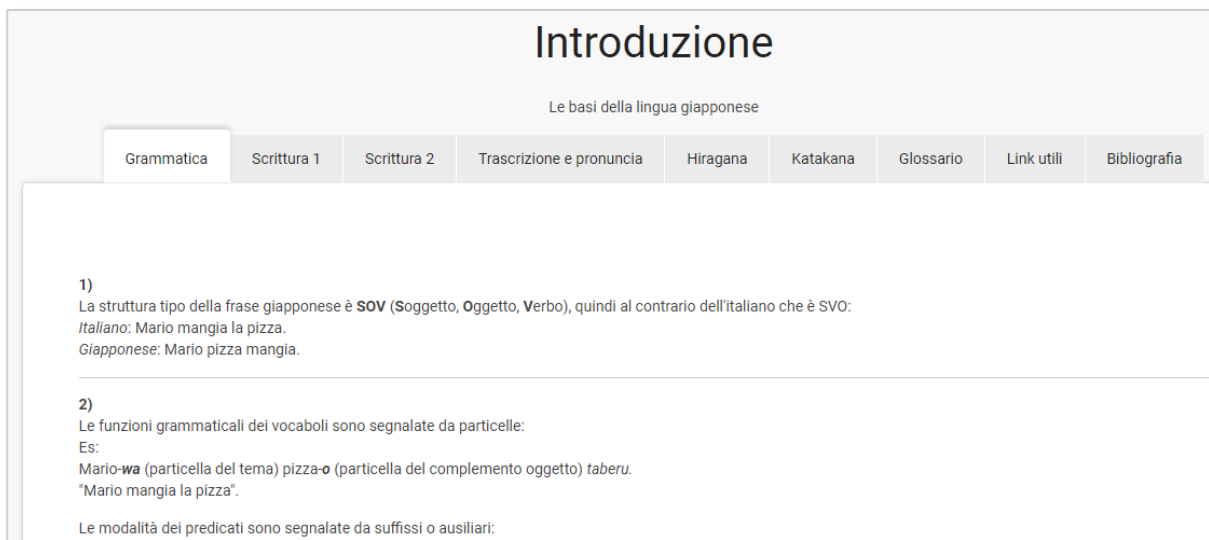 Introduzione
Le basi della lingua giapponese
Grammatica Scrittura 1 Scrittura 2 Trascrizione e pronuncia Hiragana Katakana Glossario Link utili Bibliografia
1)
La struttura tipo della frase giapponese è SOV (Soggetto, Oggetto, Verbo), quindi al contrario dell'italiano che è SVO:
Italiano: Mario mangia la pizza.
Giapponese: Mario pizza mangia.
2)
Le funzioni grammaticali dei vocaboli sono segnalate da particelle:
Es:
Mario-wa (particella del tema) pizza-o (particella del complemento oggetto) taberu.
"Mario mangia la pizza".
Le modalità dei predicati sono segnalate da suffissi o ausiliari: